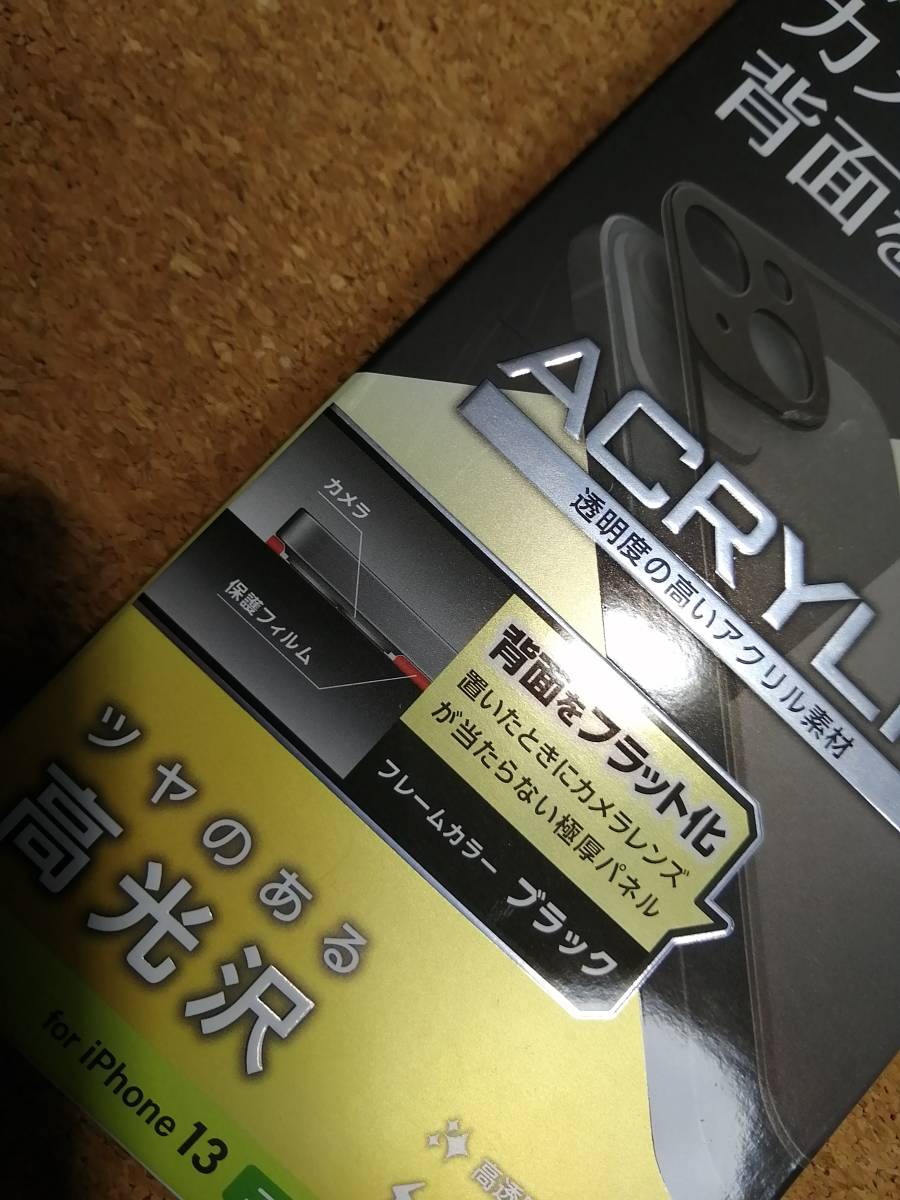 カメ
背面を
ACRYLI
透明度の高いアクリル素材
カメラ
保護フィルム
背面をフラット化
置いたときにカメラレンズ
が当たらない極厚パネル
フレームカラー ブラック
ツヤのある
高光沢
for iPhone 13
高透